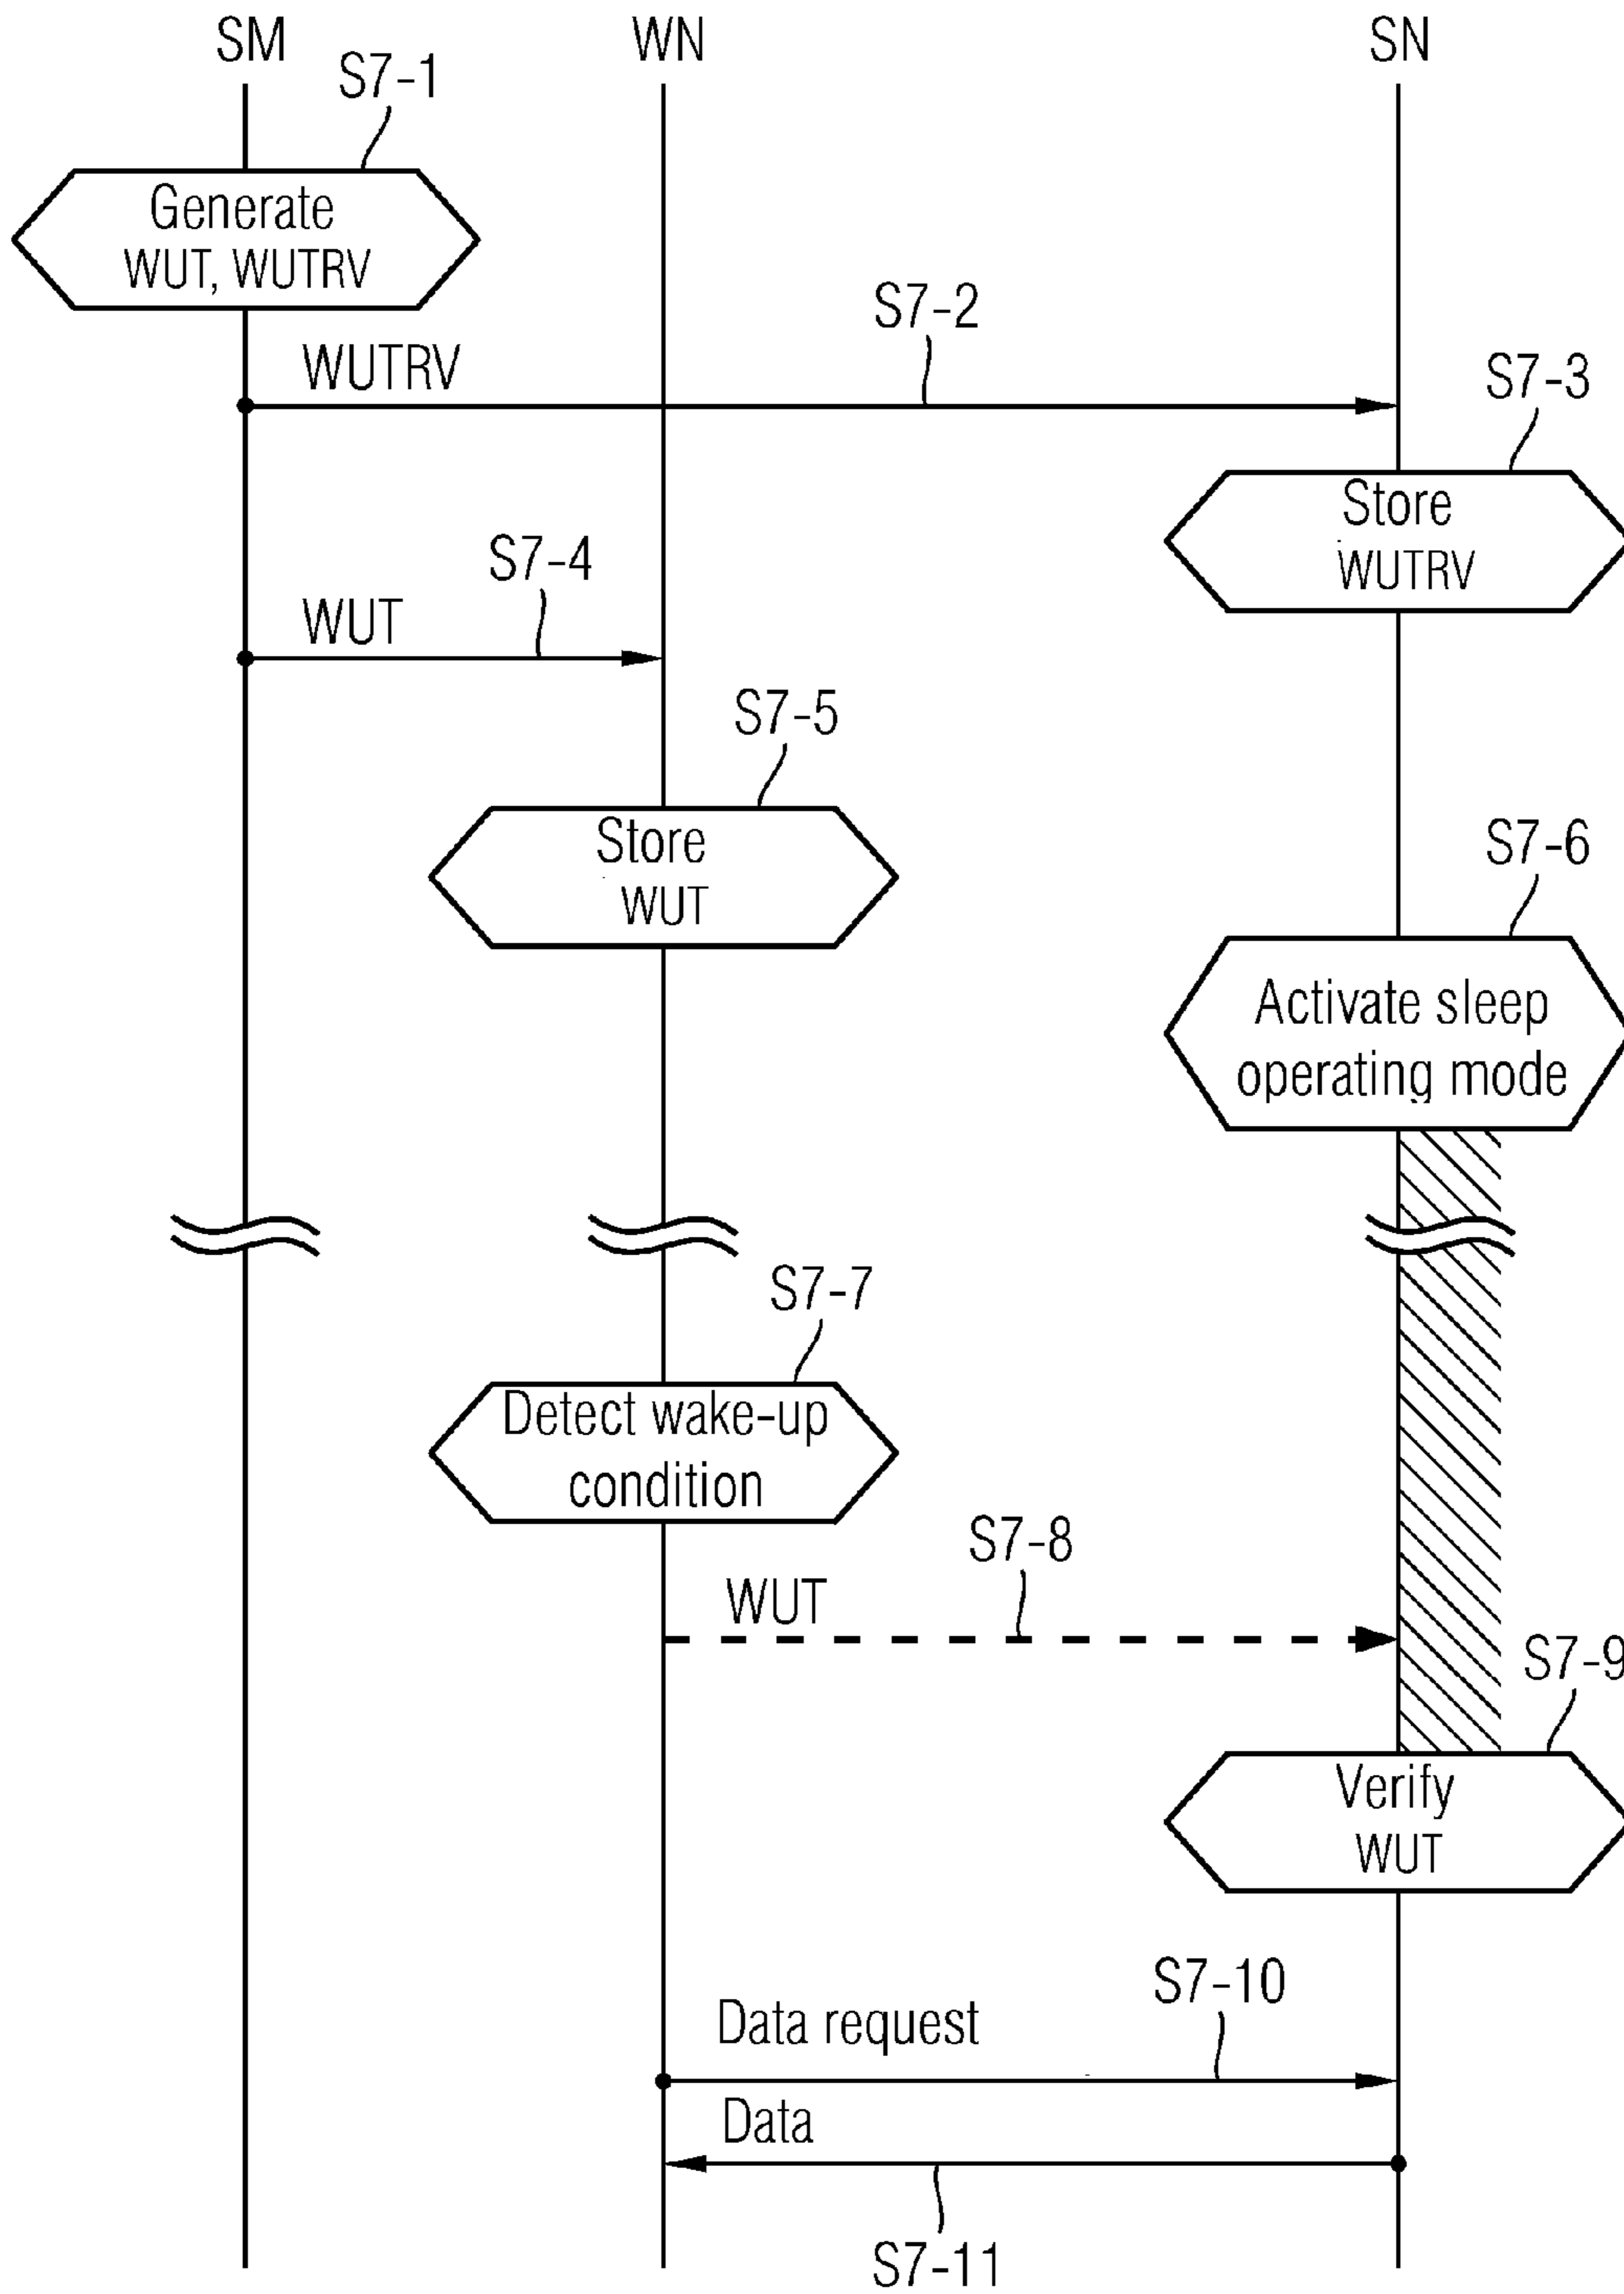 SM
WN
SN
S7-1
Generate
WUT, WUTRV
S7-2
WUTRV
S7-3
Store
WUTRV
S7-4
WUT
S7-5
Store
WUT
S7-6
Activate sleep
operating mode
S7-7
Detect wake-up
condition
S7-8
WUT
S7-9
Verify
WUT
S7-10
Data request
Data
S7-11